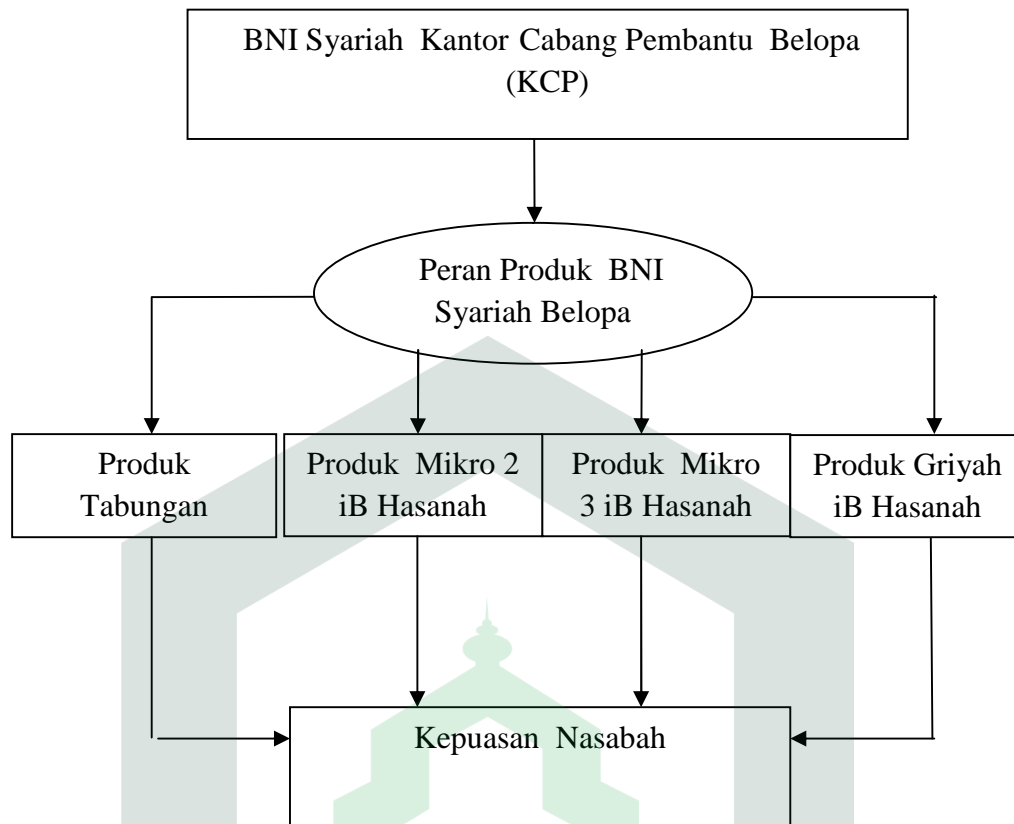 BNI Syariah Kantor Cabang Pembantu Belopa
(KCP)
Peran Produk BNI
Syariah Belopa
Produk
Tabungan
Produk Mikro 2
iB Hasanah
Produk Mikro
3 iB Hasanah
Produk Griyah
iB Hasanah
Kepuasan Nasabah